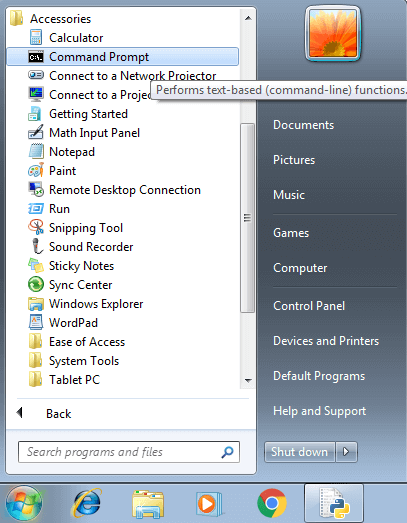 Accessories
Calculator
Command Prompt
Connect to a Network Projector
Connect to a
Performs text-based (command-line) functions.
Getting Started
Math Input Panel
Notepad
Paint
Remote Desktop Connection
Run
Snipping Tool
Sound Recorder
Sticky Notes
Sync Center
Windows Explorer
WordPad
Ease of Access
System Tools
Tablet PC
Back
Search programs and files
Documents
Pictures
Music
Games
Computer
Control Panel
Devices and Printers
Default Programs
Help and Support
Shut down